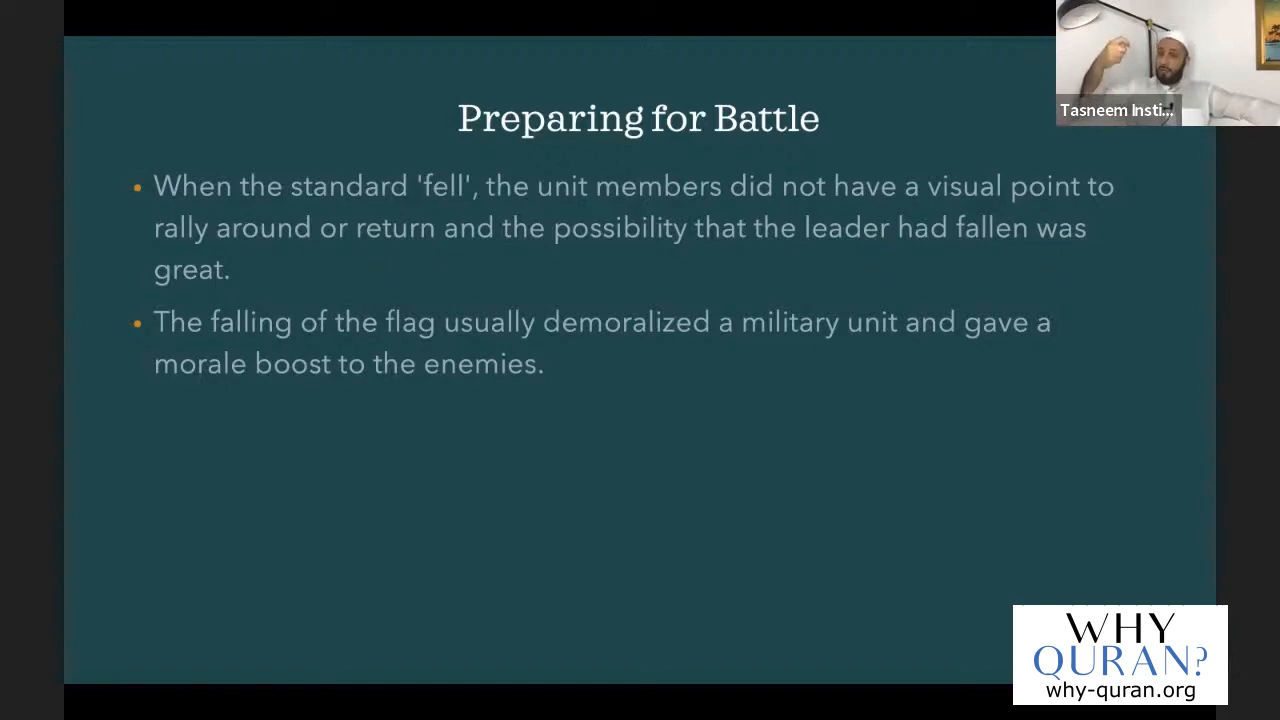 Preparing for Battle
Tasneem Insti...
• When the standard 'fell', the unit members did not have a visual point to
rally around or return and the possibility that the leader had fallen was
great.
• The falling of the flag usually demoralized a military unit and gave a
morale boost to the enemies.
WHY
QURAN?
why-quran.org